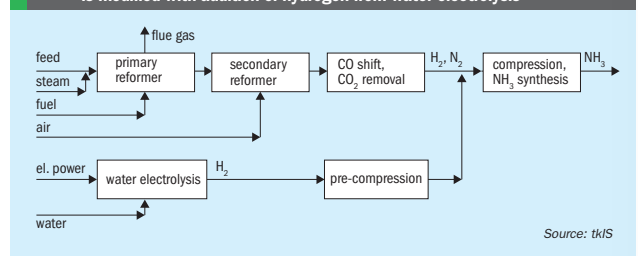 is modified with addition of hydrogen from water electrolysis
flue gas
feed
steam
fuel
air
primary
reformer
secondary
reformer
CO shift,
CO2 removal
H2, N2
compression,
NH3 synthesis
NH3
el. power
water electrolysis
H2
pre-compression
water
Source: tkIS